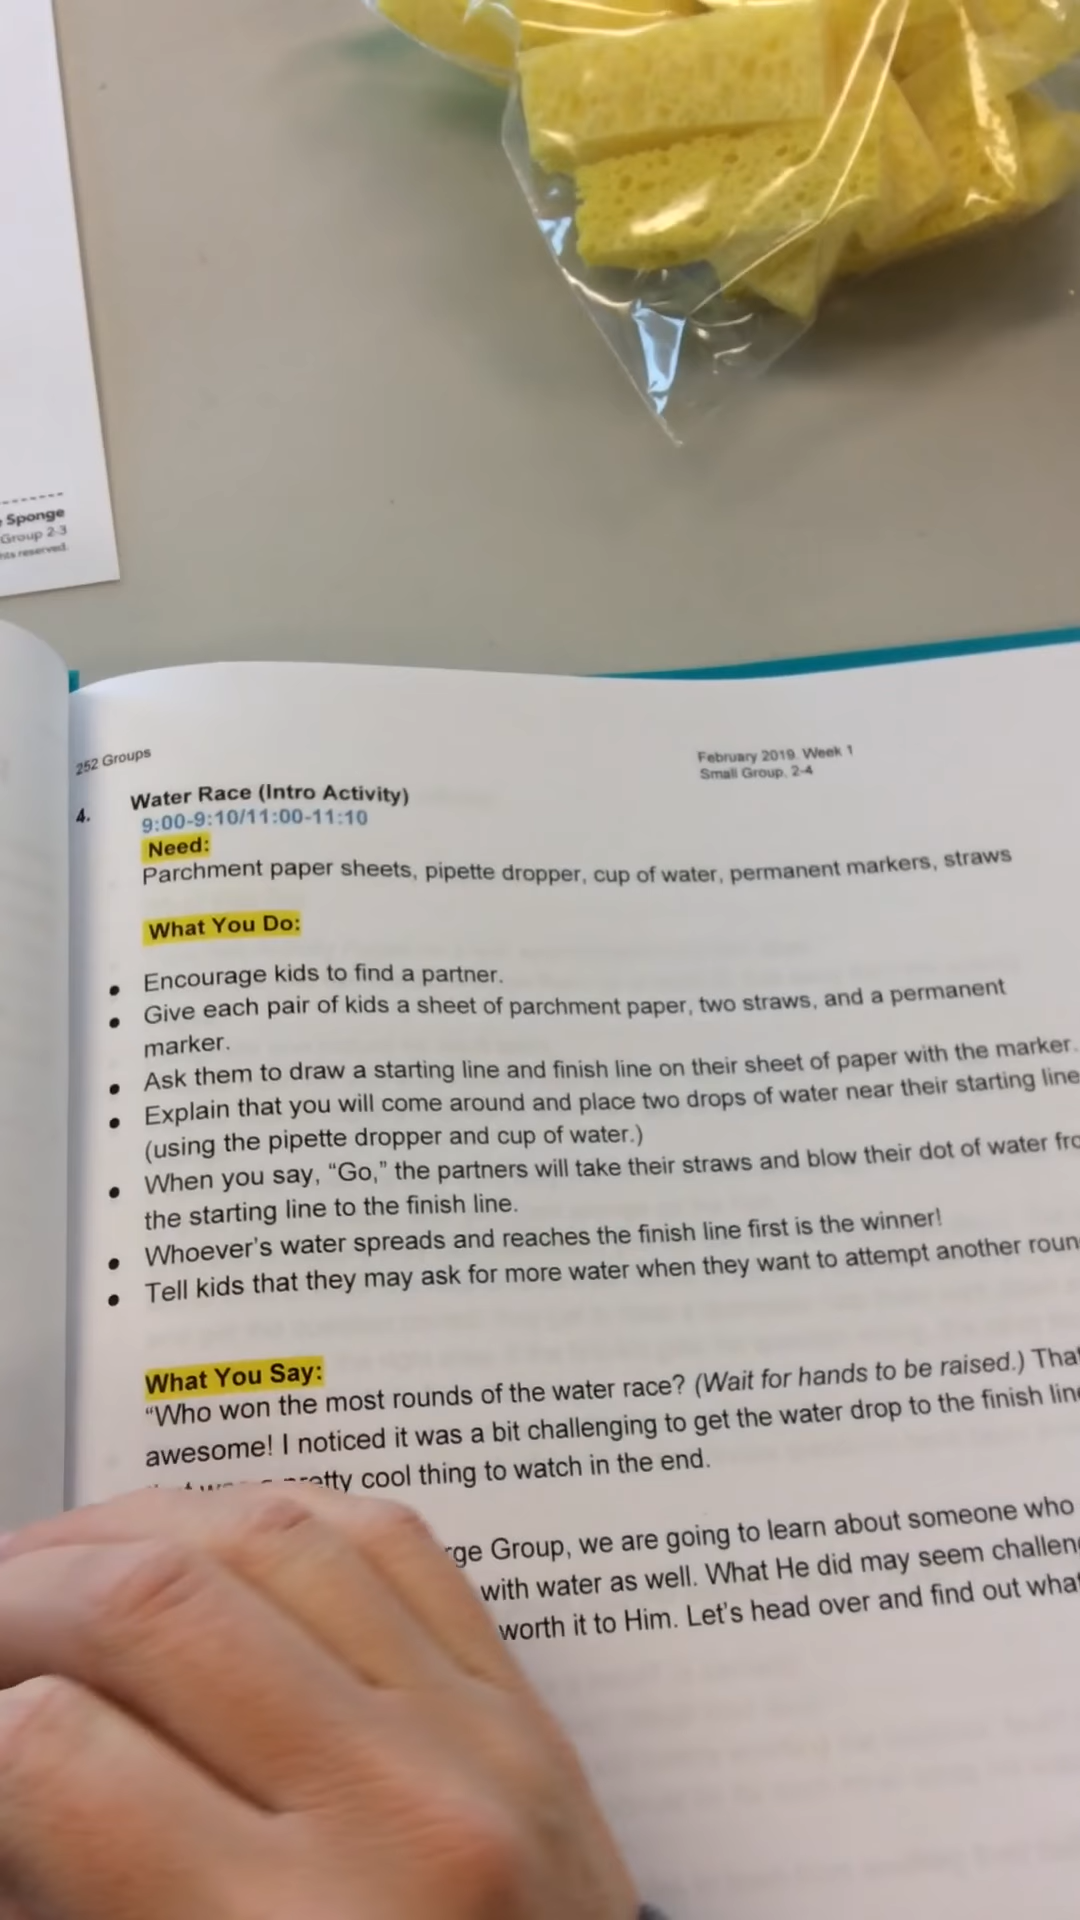 Sponge
Group 2-3
reserved.
252 Groups
February 2019, Week 1
Small Group, 2-4
4.
Water Race (Intro Activity)
9:00-9:10/11:00-11:10
Need:
Parchment paper sheets, pipette dropper, cup of water, permanent markers, straws
What You Do:
• Encourage kids to find a partner.
• Give each pair of kids a sheet of parchment paper, two straws, and a permanent
marker.
• Ask them to draw a starting line and finish line on their sheet of paper with the marker.
• Explain that you will come around and place two drops of water near their starting line
(using the pipette dropper and cup of water.)
• When you say, “Go,” the partners will take their straws and blow their dot of water
the starting line to the finish line.
• Whoever’s water spreads and reaches the finish line first is the winner!
• Tell kids that they may ask for more water when they want to attempt another
What You Say:
“Who won the most rounds of the water race? (Wait for hands to be raised.)
awesome! I noticed it was a bit challenging to get the water drop to the finish
cool thing to watch in the end.
Group, we are going to learn about someone who
with water as well. What He did may seem
worth it to Him. Let’s head over and find out